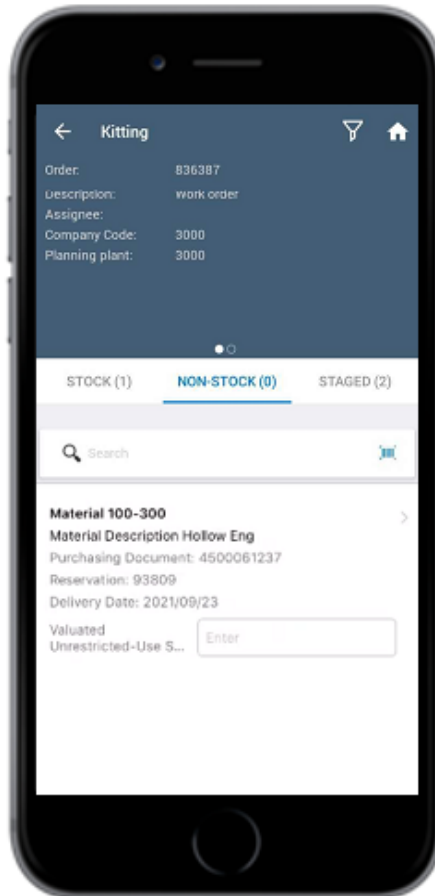 Kitting
Order: 836387
Description: Work order
Assignee:
Company Code: 3000
Planning plant: 3000
STOCK (1) NON-STOCK (0) STAGED (2)
Search
Material 100-300
Material Description Hollow Eng
Purchasing Document: 4500061237
Reservation: 93809
Delivery Date: 2021/09/23
Valuated
Unrestricted-Use S... Enter